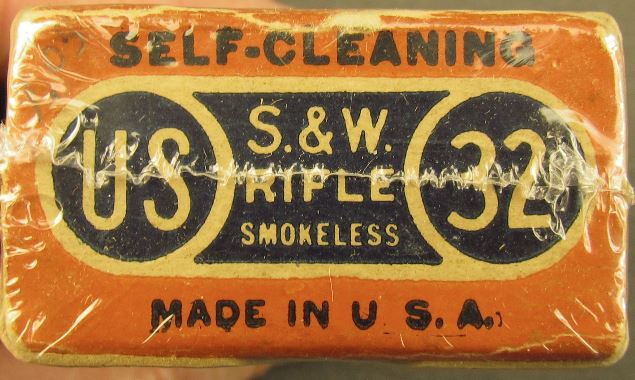 SELF-CLEANING
US
S.&W.
RIFLE
SMOKELESS
32
MADE IN U.S.A.